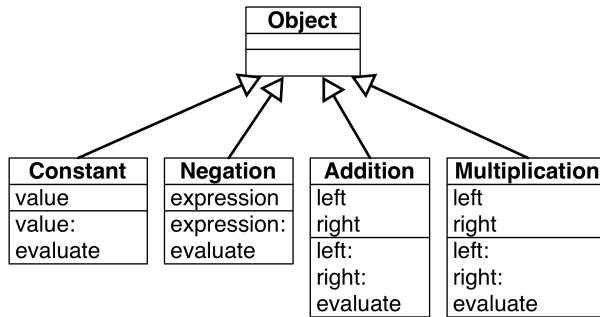 Object
Constant
value
value:
evaluate
Negation
expression
expression:
evaluate
Addition
left
right
left:
right:
evaluate
Multiplication
left
right
left:
right:
evaluate